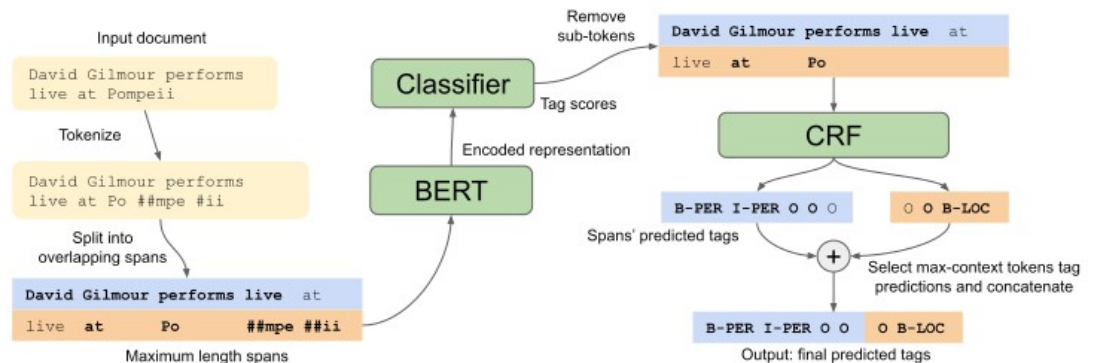 Input document
David Gilmour performs
live at Pompeii
Tokenize
David Gilmour performs
live at Po ##mpe #ii
Split into
overlapping spans
David Gilmour performs live at
live at Po ##mpe ##ii
Maximum length spans
BERT
Encoded representation
Classifier
Tag scores
Remove
sub-tokens
David Gilmour performs live at
live at Po
CRF
B-PER I-PER O O O
O O B-LOC
Spans' predicted tags
+
Select max-context tokens tag
predictions and concatenate
B-PER I-PER O O O B-LOC
Output: final predicted tags